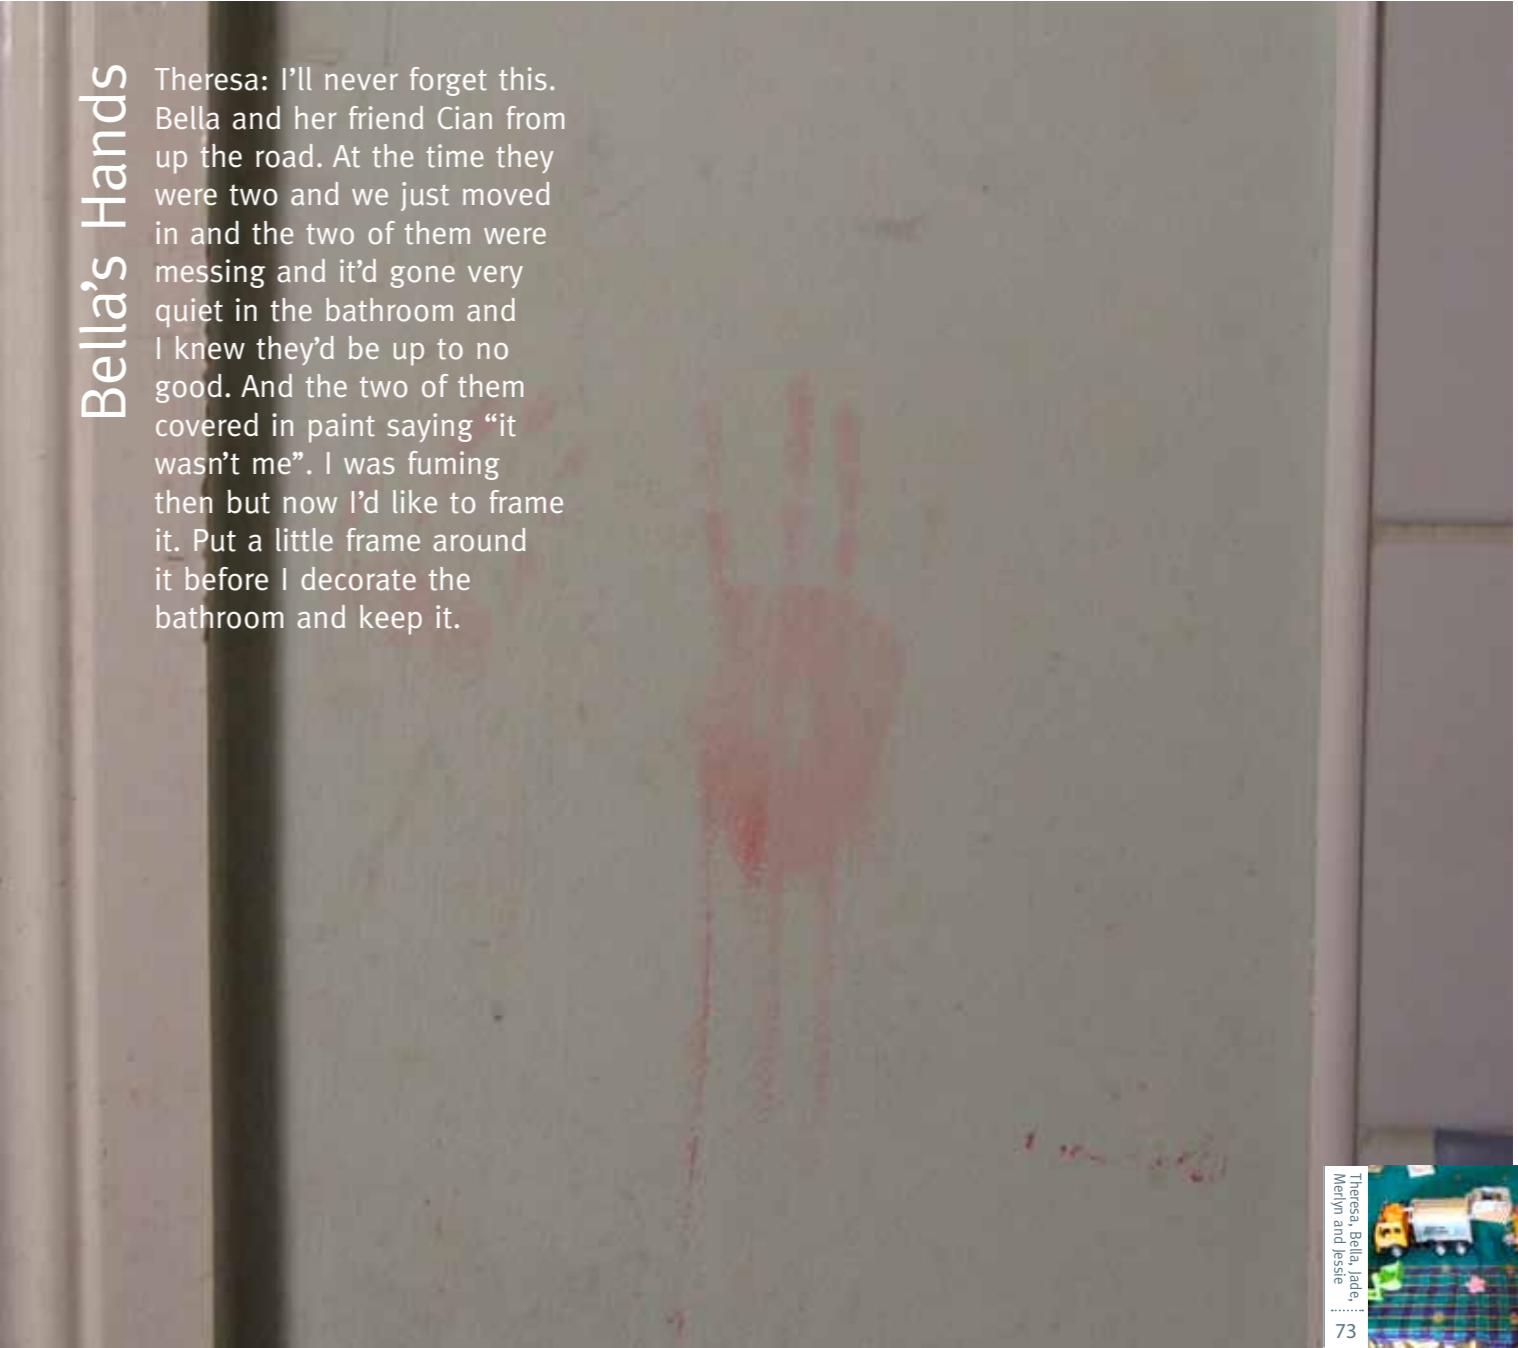 Bella’s Hands
Theresa: I’ll never forget this.
Bella and her friend Cian from
up the road. At the time they
were two and we just moved
in and the two of them were
messing and it’d gone very
quiet in the bathroom and
I knew they’d be up to no
good. And the two of them
covered in paint saying “it
wasn’t me”. I was fuming
then but now I’d like to frame
it. Put a little frame around
it before I decorate the
bathroom and keep it.
Theresa, Bella, Jade,
Merlyn and Jessie
73